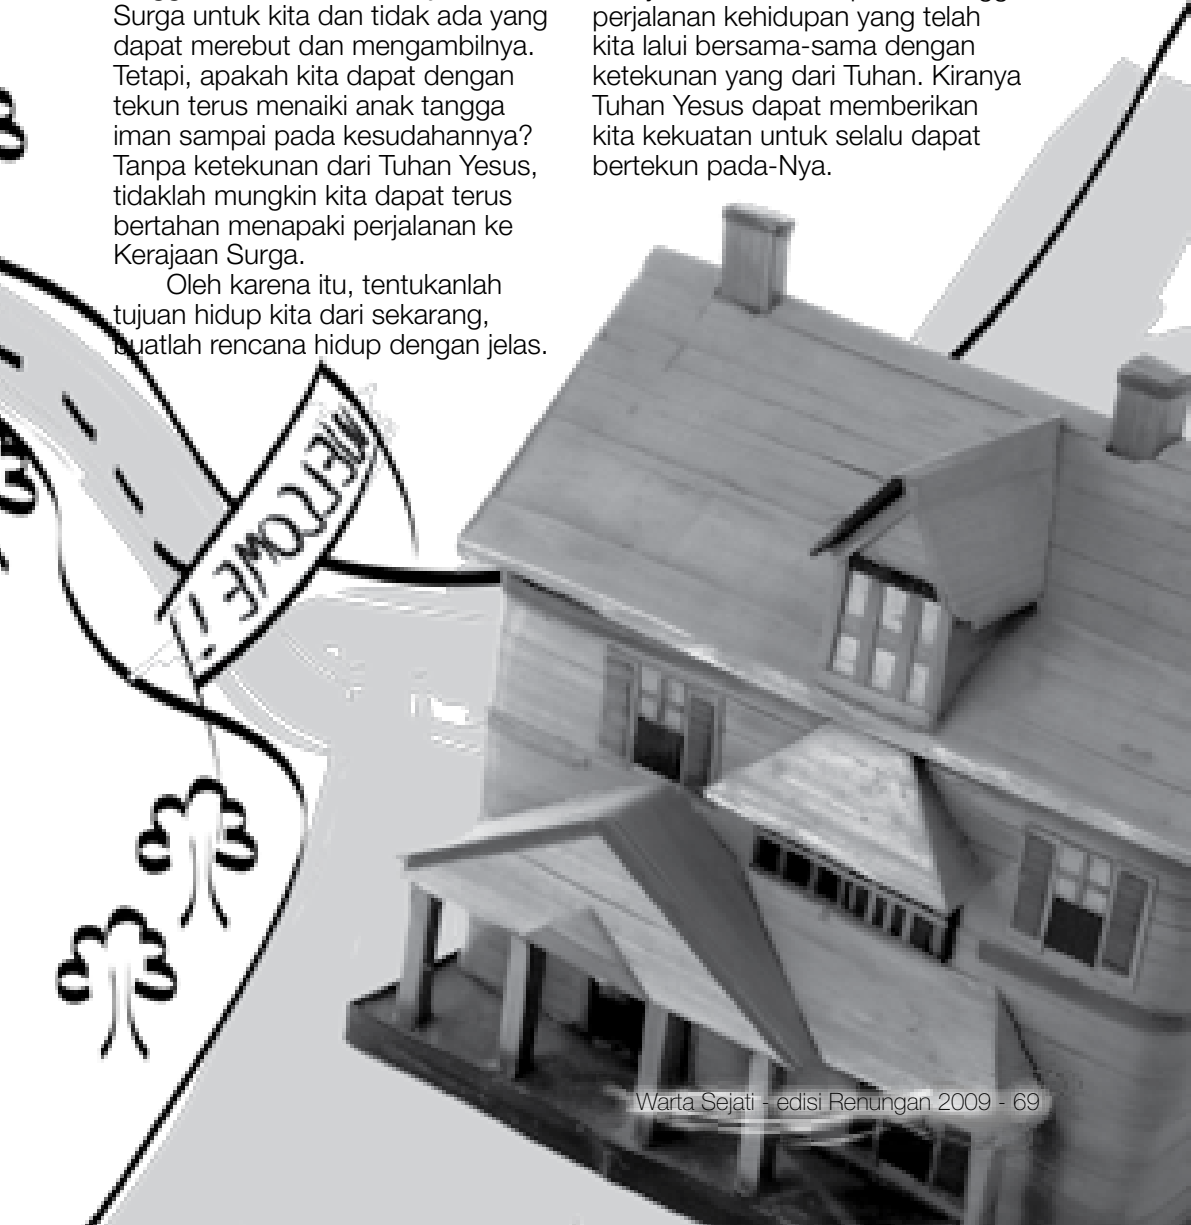 Surga untuk kita dan tidak ada yang
dapat merebut dan mengambilnya.
Tetapi, apakah kita dapat dengan
tekun terus menaiki anak tangga
iman sampai pada kesudahannya?
Tanpa ketekunan dari Tuhan Yesus,
tidaklah mungkin kita dapat terus
bertahan menapaki perjalanan ke
Kerajaan Surga.
Oleh karena itu, tentukanlah
tujuan hidup kita dari sekarang,
buatlah rencana hidup dengan jelas.
perjalanan kehidupan yang telah
kita lalui bersama-sama dengan
ketekunan yang dari Tuhan. Kiranya
Tuhan Yesus dapat memberikan
kita kekuatan untuk selalu dapat
bertekun pada-Nya.
WELCOME!
Warta Sejati - edisi Renungan 2009 - 69